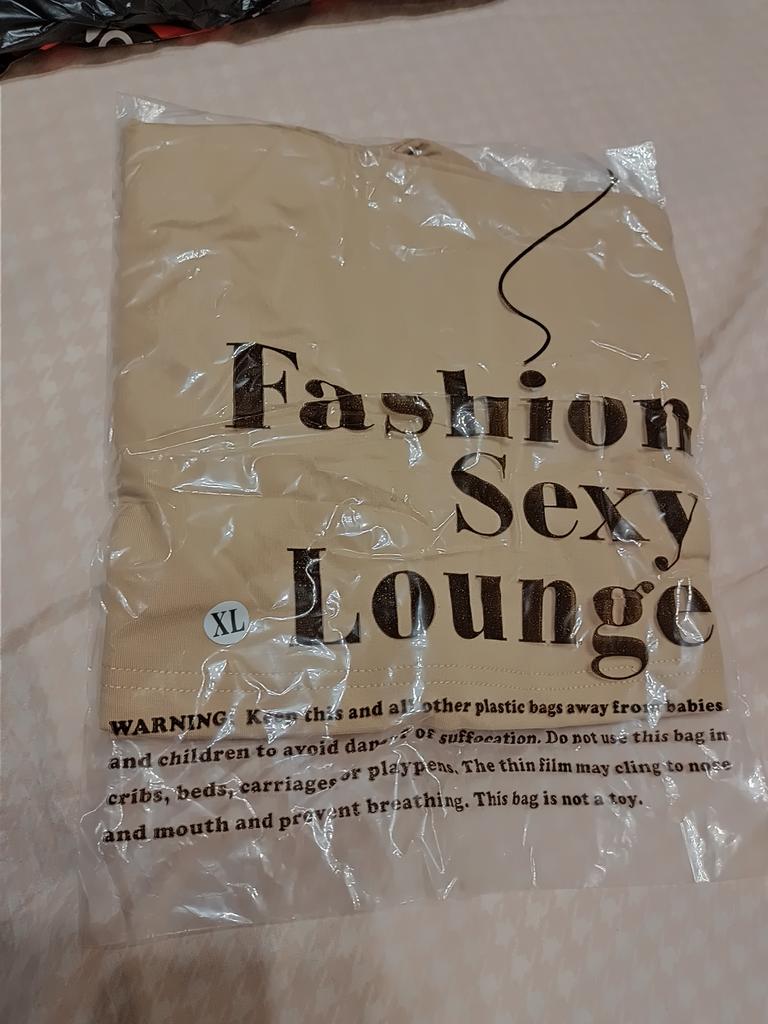 Fashion
Sexy
Lounge
XL
WARNING: Keep this and all other plastic bags away from babies
and children to avoid danger of suffocation. Do not use this bag in
cribs, beds, carriages or playpens. The thin film may cling to nose
and mouth and prevent breathing. This bag is not a toy.